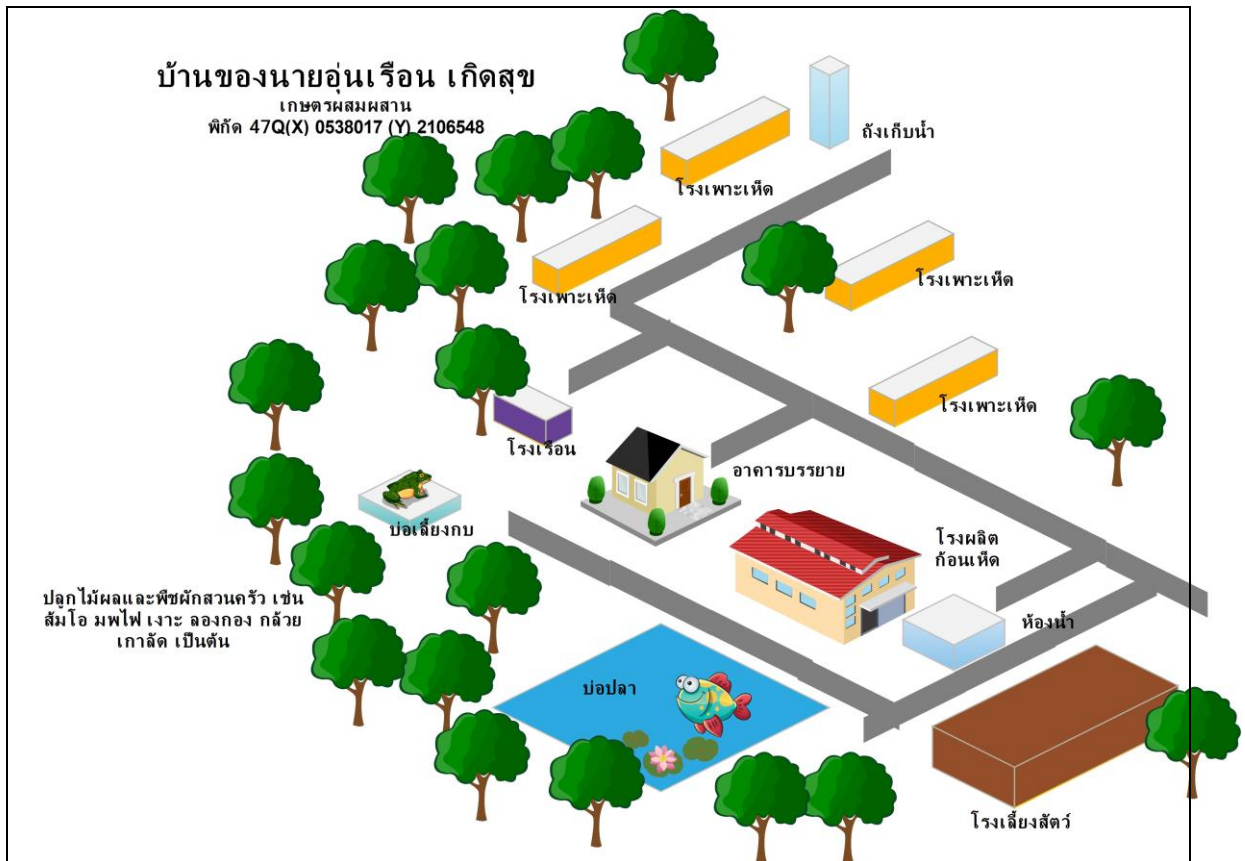 บ้านของนายอุ่นเรือน เกิดสุข
เกษตรผสมผสาน
พิกัด 47Q(X) 0538017 (Y) 2106548
ถังเก็บน้ำ
โรงเพาะเห็ด
โรงเพาะเห็ด
โรงเพาะเห็ด
โรงเพาะเห็ด
โรงเรือน
อาคารบรรยาย
บ่อเลี้ยงกบ
โรงผลิต
ก้อนเห็ด
ปลูกไม้ผลและพืชผักสวนครัว เช่น
ส้มโอ มพไฟ เงาะ ลองกอง กล้วย
เกาลัด เป็นต้น
ห้องน้ำ
บ่อปลา
โรงเลี้ยงสัตว์